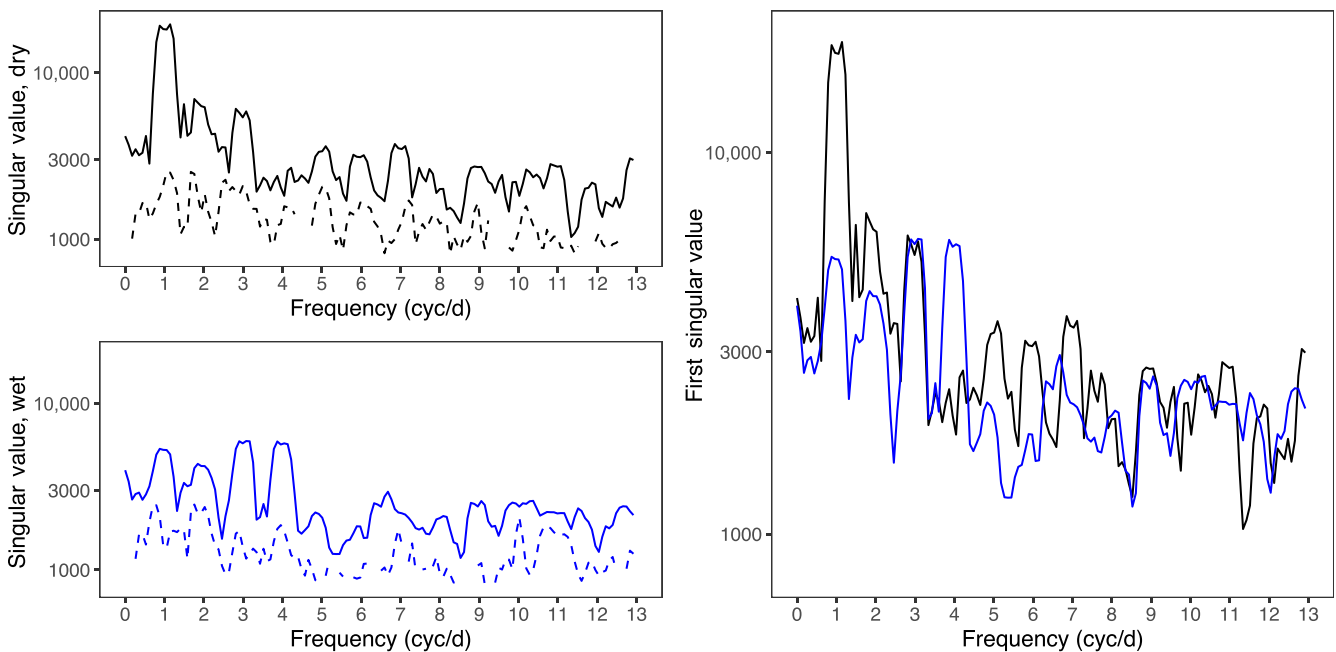 Singular value, dry
10,000
3000
1000
0 1 2 3 4 5 6 7 8 9 10 11 12 13
Frequency (cyc/d)
Singular value, wet
10,000
3000
1000
0 1 2 3 4 5 6 7 8 9 10 11 12 13
Frequency (cyc/d)
First singular value
10,000
3000
1000
0 1 2 3 4 5 6 7 8 9 10 11 12 13
Frequency (cyc/d)